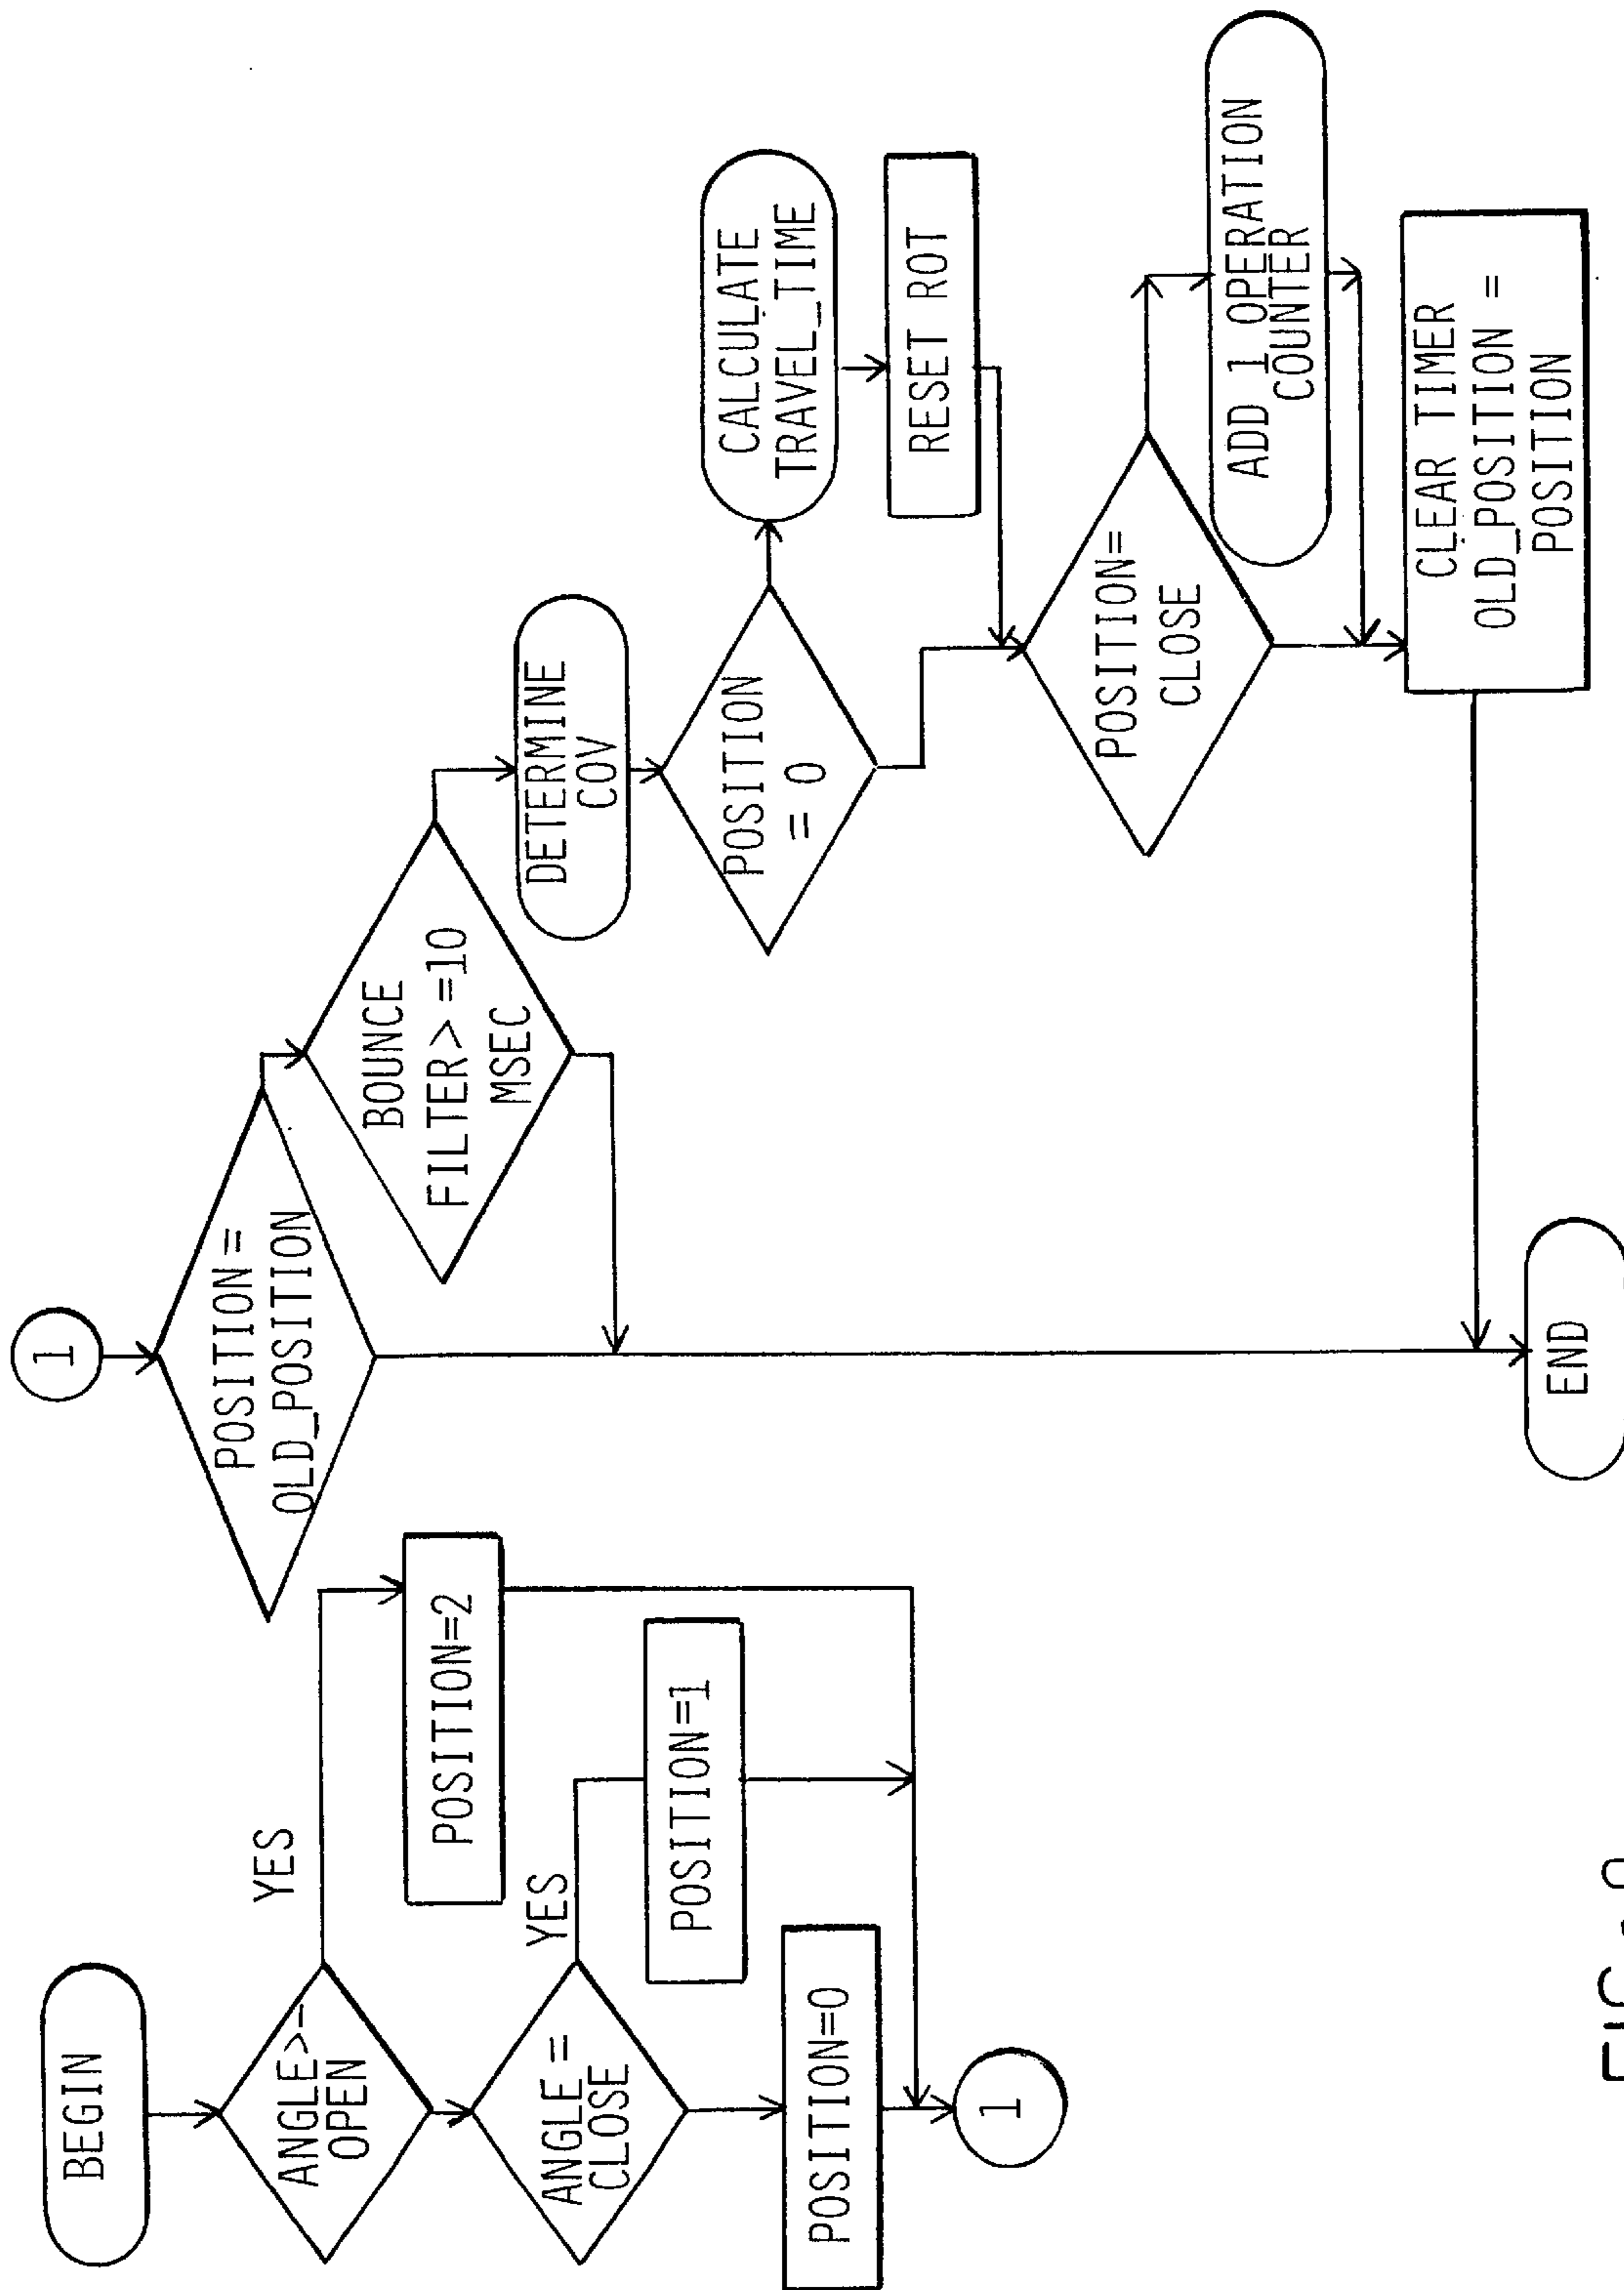 BEGIN
ANGLE>-
OPEN
YES
POSITION=2
ANGLE=
CLOSE
YES
POSITION=1
POSITION=0
1
1
POSITION=
OLD_POSITION
BOUNCE
FILTER>=10
MSEC
DETERMINE
COV
POSITION
= 0
CALCULATE
TRAVEL_TIME
RESET ROT
POSITION=
CLOSE
ADD 1 OPERATION
COUNTER
CLEAR TIMER
OLD_POSITION =
POSITION
END